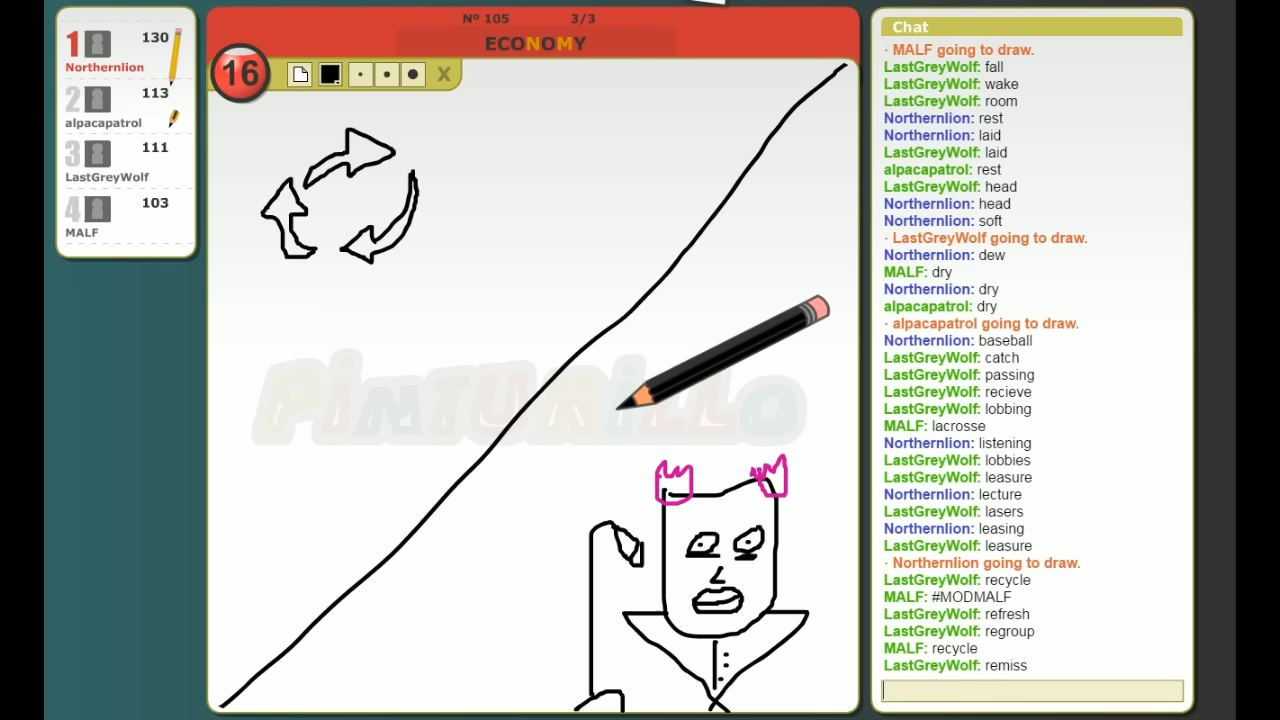 1 130
Northernlion
2 113
alpacapatrol
3 111
LastGreyWolf
4 103
MALF
Nº 105 3/3
ECONOMY
16
X
PINTURILLO
Chat
· MALF going to draw.
LastGreyWolf: fall
LastGreyWolf: wake
LastGreyWolf: room
Northernlion: rest
Northernlion: laid
LastGreyWolf: laid
alpacapatrol: rest
LastGreyWolf: head
Northernlion: head
Northernlion: soft
· LastGreyWolf going to draw.
Northernlion: dew
MALF: dry
Northernlion: dry
alpacapatrol: dry
· alpacapatrol going to draw.
Northernlion: baseball
LastGreyWolf: catch
LastGreyWolf: passing
LastGreyWolf: recieve
LastGreyWolf: lobbing
MALF: lacrosse
Northernlion: listening
LastGreyWolf: lobbies
LastGreyWolf: leasure
Northernlion: lecture
LastGreyWolf: lasers
Northernlion: leasing
LastGreyWolf: leasure
· Northernlion going to draw.
LastGreyWolf: recycle
MALF: #MODMALF
LastGreyWolf: refresh
LastGreyWolf: regroup
MALF: recycle
LastGreyWolf: remiss